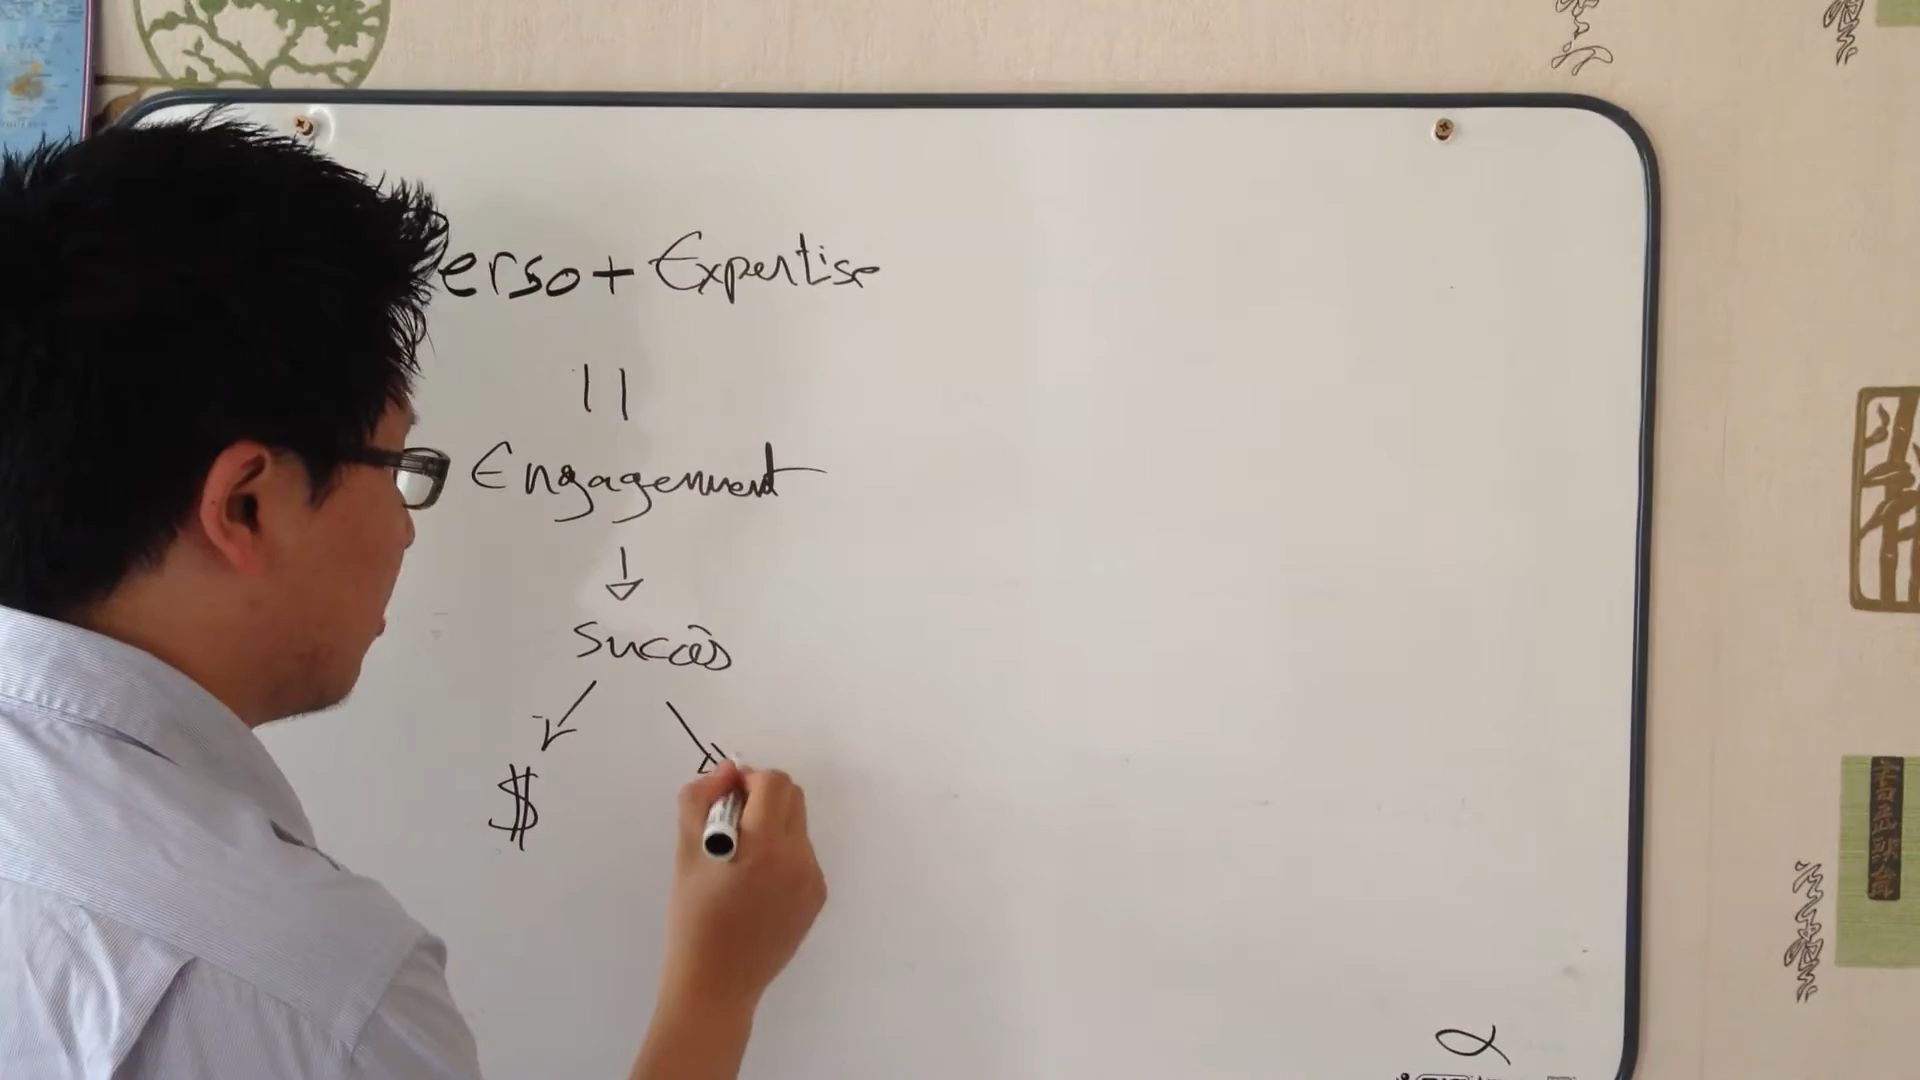 erso + Expertise
||
Engagement
Succès
$
α